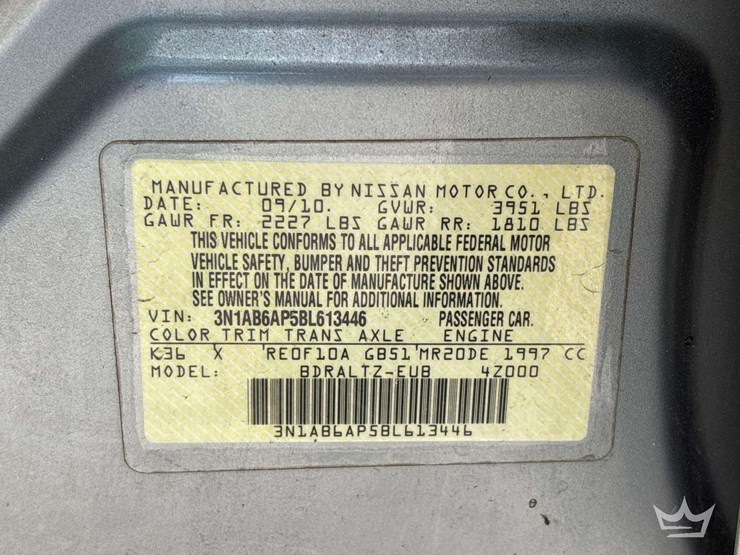 MANUFACTURED BY NISSAN MOTOR CO., LTD.
DATE: 09/10. GVWR: 3951 LBS
GAWR FR: 2227 LBS GAWR RR: 1810 LBS
THIS VEHICLE CONFORMS TO ALL APPLICABLE FEDERAL MOTOR
VEHICLE SAFETY, BUMPER AND THEFT PREVENTION STANDARDS
IN EFFECT ON THE DATE OF MANUFACTURE SHOWN ABOVE.
SEE OWNER'S MANUAL FOR ADDITIONAL INFORMATION.
VIN: 3N1AB6AP5BL613446 PASSENGER CAR.
COLOR TRIM TRANS AXLE ENGINE
K36 X RE0F10A GB51 MR20DE 1997 CC
MODEL: BDRALTZ-EUB 4Z000
3N1AB6AP5BL613446